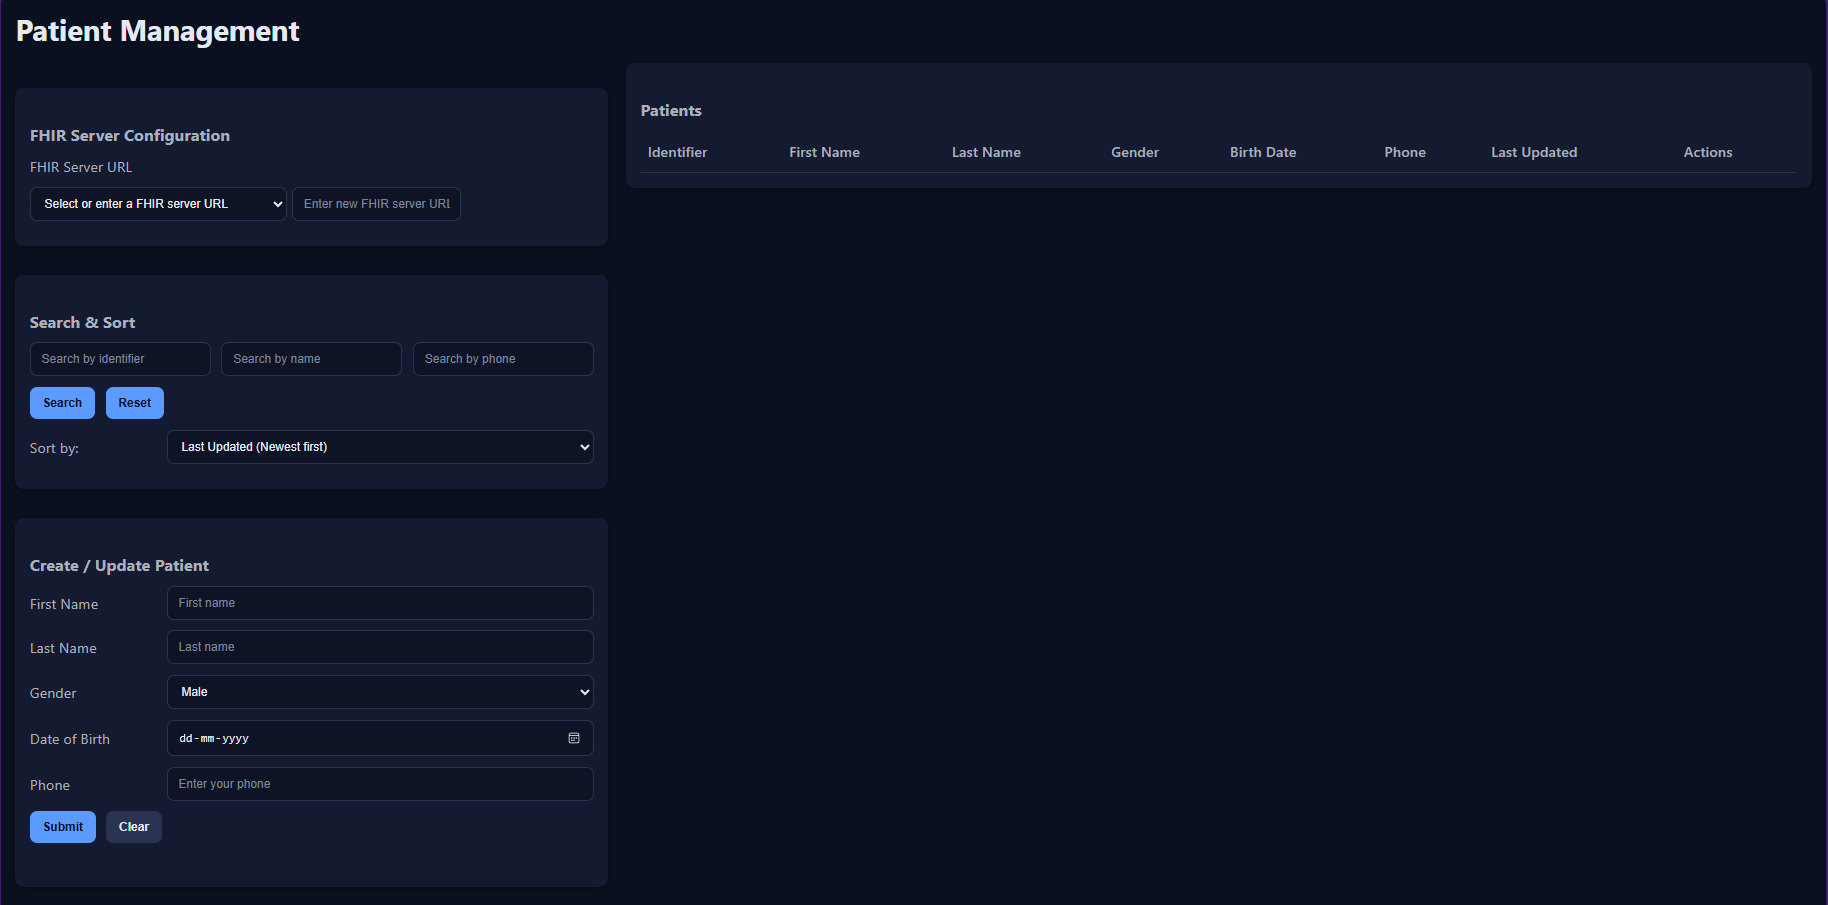 Patient Management
FHIR Server Configuration
FHIR Server URL
Select or enter a FHIR server URL Enter new FHIR server URL
Search & Sort
Search by identifier Search by name Search by phone
Search Reset
Sort by: Last Updated (Newest first)
Create / Update Patient
First Name First name
Last Name Last name
Gender Male
Date of Birth dd-mm-yyyy
Phone Enter your phone
Submit Clear
Patients
Identifier First Name Last Name Gender Birth Date Phone Last Updated Actions